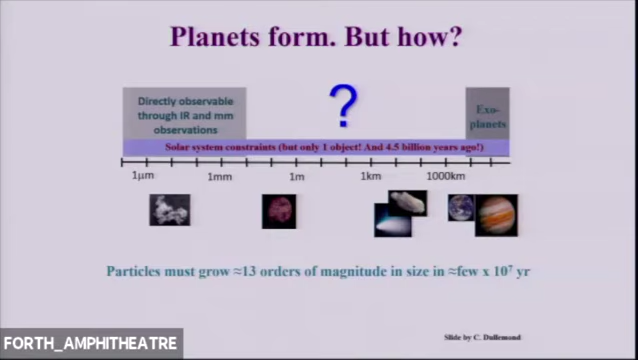 Planets form. But how?
Directly observable
through IR and mm
observations
?
Exo-
planets
Solar system constraints (but only 1 object! And 4.5 billion years ago!)
1μm 1mm 1m 1km 1000km
Particles must grow ≈13 orders of magnitude in size in ≈few x 10⁷ yr
Slide by C. Dullemond
FORTH_AMPHITHEATRE